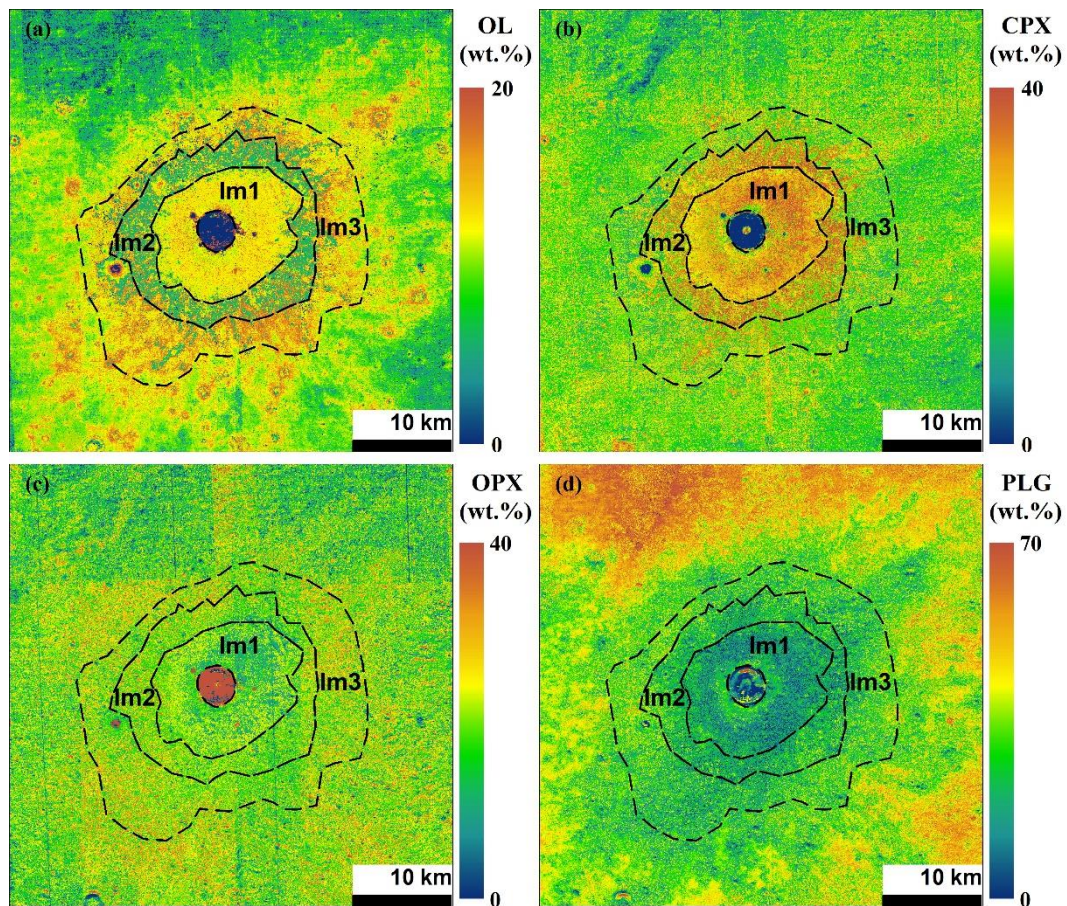 (a)
OL
(wt.%)
20
Im1
Im2
Im3
10 km
0
(b)
CPX
(wt.%)
40
Im1
Im2
Im3
10 km
0
(c)
OPX
(wt.%)
40
Im1
Im2
Im3
10 km
0
(d)
PLG
(wt.%)
70
Im1
Im2
Im3
10 km
0